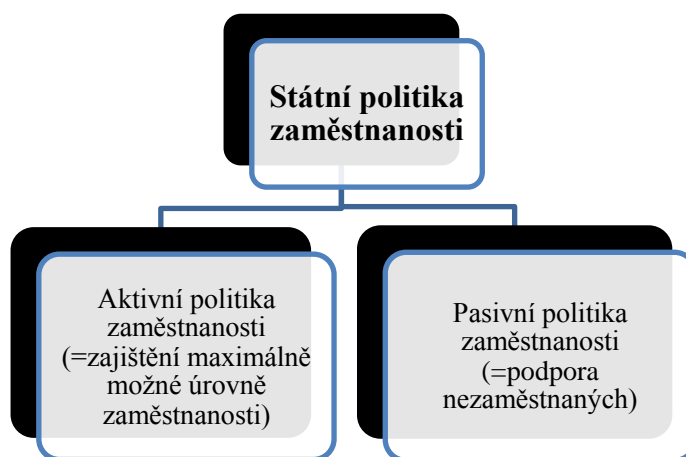 Státní politika
zaměstnanosti
Aktivní politika
zaměstnanosti
(=zajištění maximálně
možné úrovně
zaměstnanosti)
Pasivní politika
zaměstnanosti
(=podpora
nezaměstnaných)